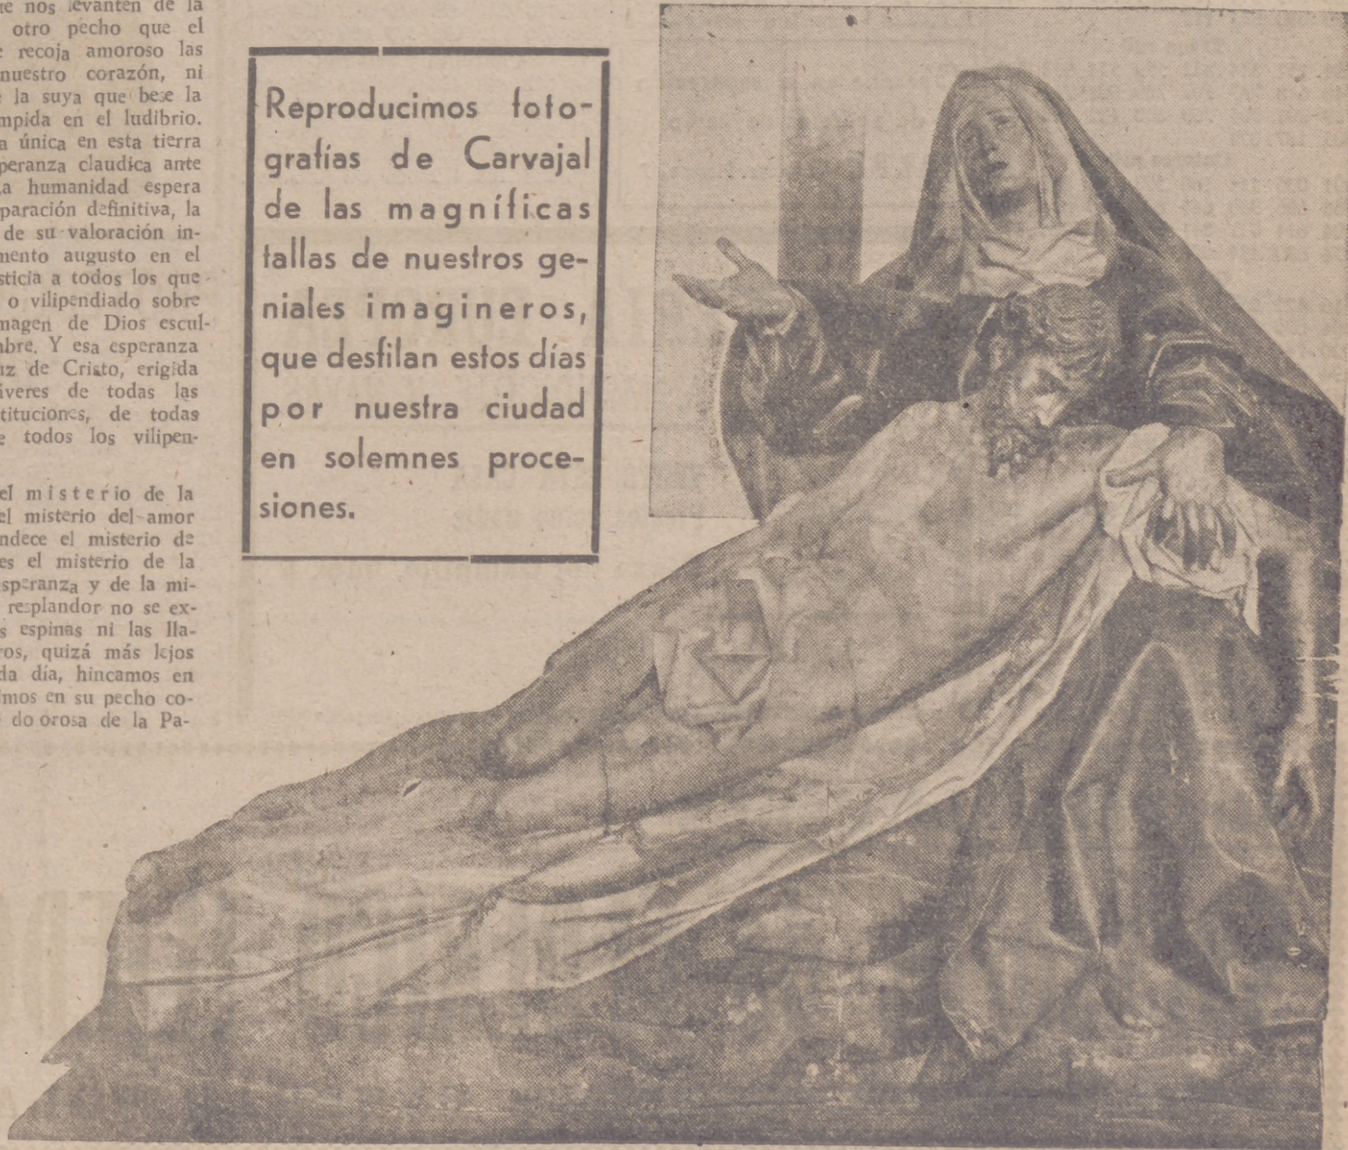 ue nos levanten de la
otro pecho que el
recoja amoroso las
nuestro corazón, ni
la suya que bese la
mpida en el ludibrio.
a única en esta tierra
peranza claudica ante
a humanidad espera
paración definitiva, la
de su valoración in-
mento augusto en el
sticia a todos los que
o vilipendiado sobre
magen de Dios escul-
mbre. Y esa esperanza
uz de Cristo, erigida
áveres de todas las
tituciones, de todas
e todos los vilipen-
el misterio de la
el misterio del amor
ndece el misterio de
es el misterio de la
speranza y de la mi-
resplandor no se ex-
s espinas ni las lla-
ros, quizá más lejos
da día, hincamos en
imos en su pecho co-
do orosa de la Pa-
Reproducimos foto-
grafías de Carvajal
de las magníficas
tallas de nuestros ge-
niales imagineros,
que desfilan estos días
por nuestra ciudad
en solemnes proce-
siones.